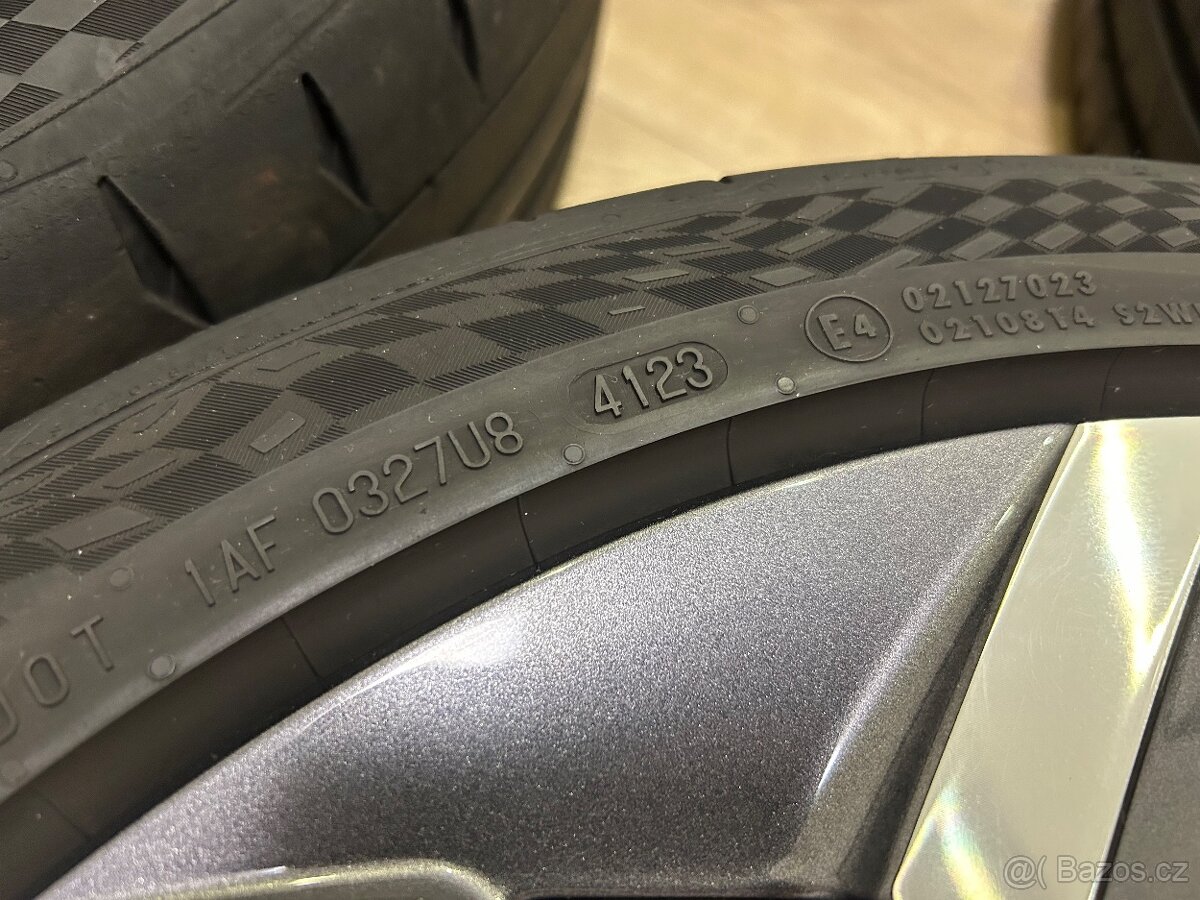 DOT 1AF 0327U8 4123 E4 02127023
0210814 S2W
@( Bazos.cz